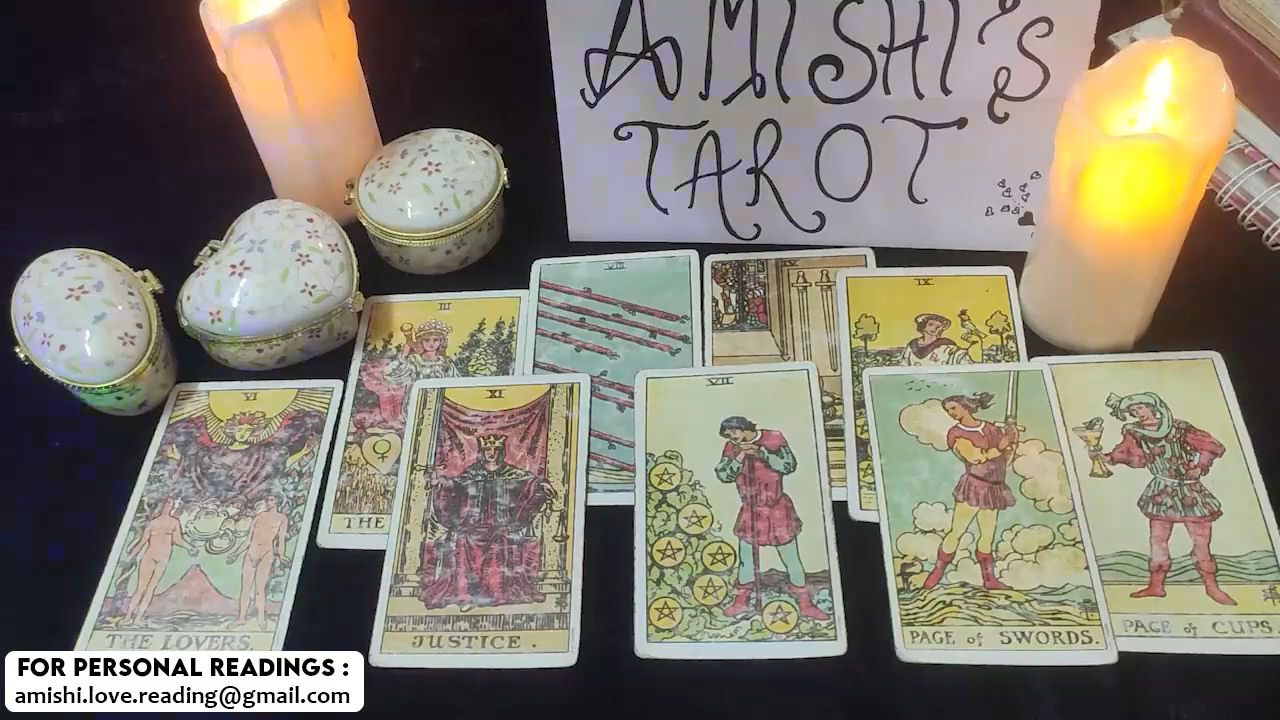 AMISHI'S
TAROT
III
VIII
IV
IX
VI
XI
VII
THE
THE LOVERS.
JUSTICE.
PAGE of SWORDS.
PAGE of CUPS.
FOR PERSONAL READINGS :
amishi.love.reading@gmail.com